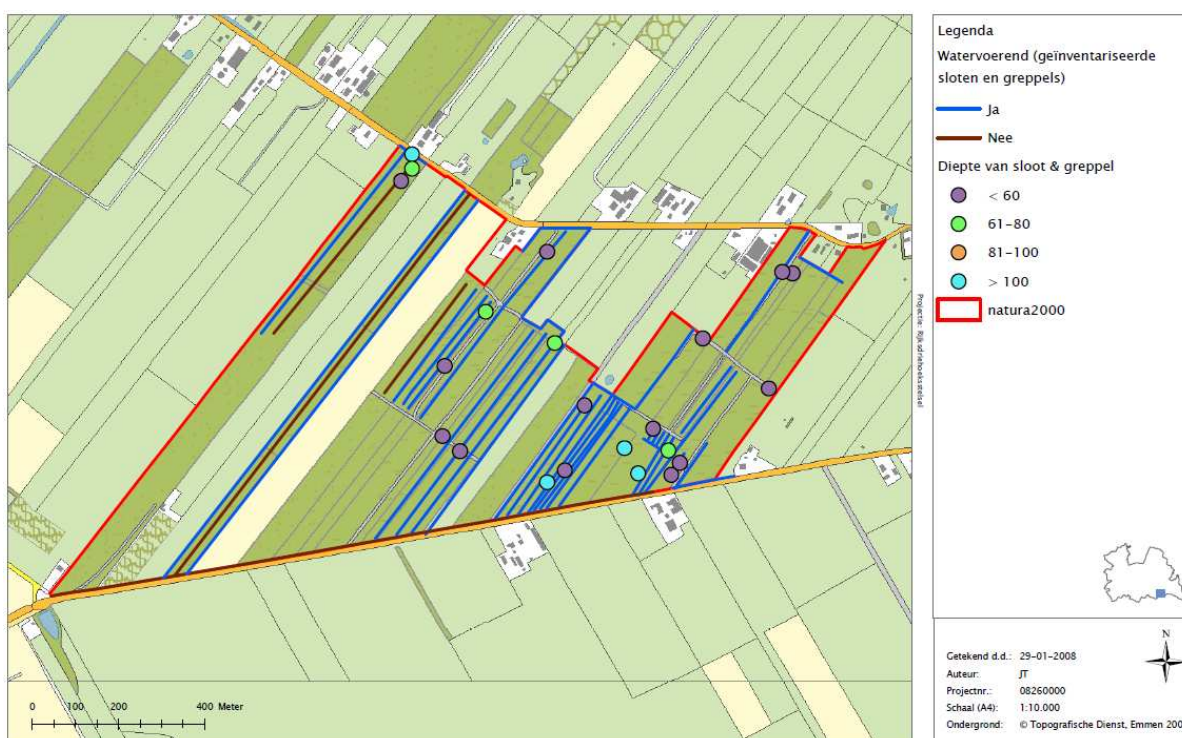 Legenda
Watervoerend (geïnventariseerde
sloten en greppels)
Ja
Nee
Diepte van sloot & greppel
< 60
61-80
81-100
> 100
natura2000
Projectie: Rijksdriehoeksstelsel
0 100 200 400 Meter
N
Getekend d.d.: 29-01-2008
Auteur: JT
Projectnr.: 08260000
Schaal (A4): 1:10.000
Ondergrond: © Topografische Dienst, Emmen